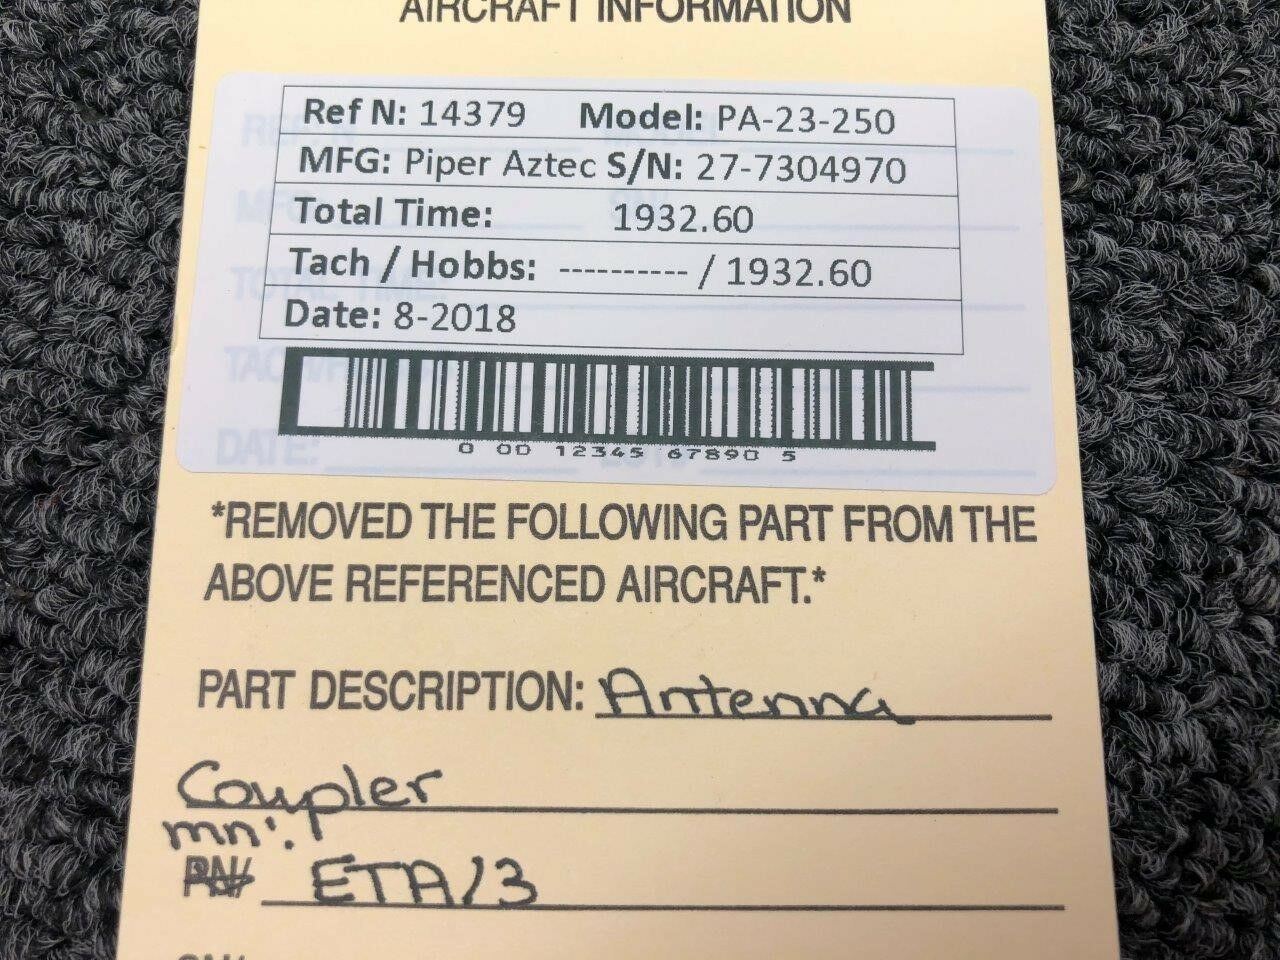 AIRCRAFT INFORMATION
Ref N: 14379 Model: PA-23-250
MFG: Piper Aztec S/N: 27-7304970
Total Time: 1932.60
Tach / Hobbs: ---------- / 1932.60
Date: 8-2018
0 00 12345 67890 5
*REMOVED THE FOLLOWING PART FROM THE
ABOVE REFERENCED AIRCRAFT.*
PART DESCRIPTION: Antenna
Coupler
mn:
ETA/3